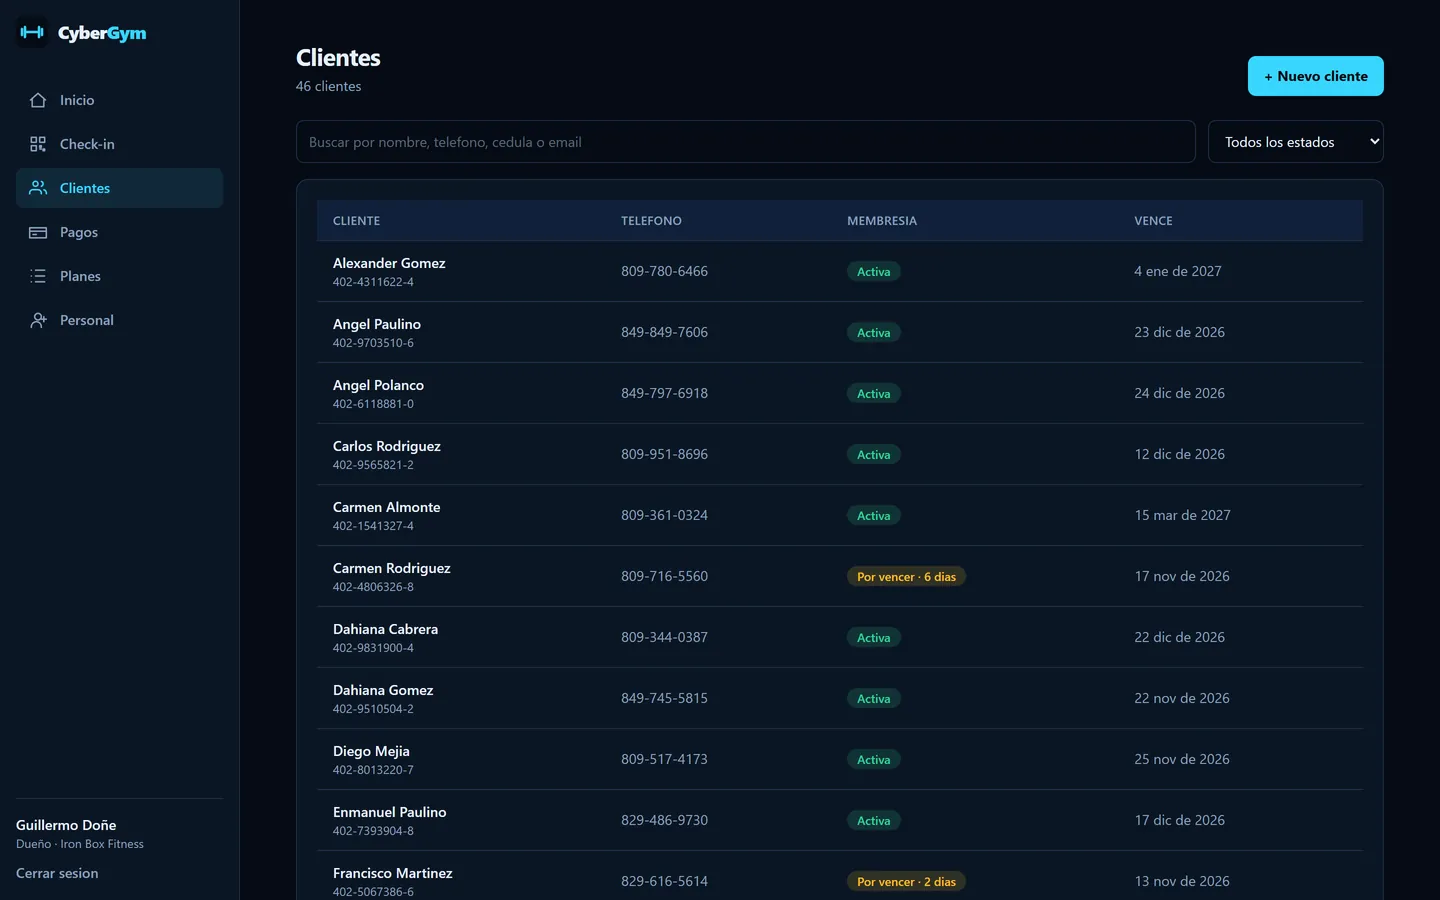 CyberGym
Inicio
Check-in
Clientes
Pagos
Planes
Personal
Guillermo Doñe
Dueño · Iron Box Fitness
Cerrar sesion
Clientes
46 clientes
+ Nuevo cliente
Buscar por nombre, telefono, cedula o email
Todos los estados
CLIENTE TELEFONO MEMBRESIA VENCE
Alexander Gomez
402-4311622-4
809-780-6466 Activa 4 ene de 2027
Angel Paulino
402-9703510-6
849-849-7606 Activa 23 dic de 2026
Angel Polanco
402-6118881-0
849-797-6918 Activa 24 dic de 2026
Carlos Rodriguez
402-9565821-2
809-951-8696 Activa 12 dic de 2026
Carmen Almonte
402-1541327-4
809-361-0324 Activa 15 mar de 2027
Carmen Rodriguez
402-4806326-8
809-716-5560 Por vencer · 6 dias 17 nov de 2026
Dahiana Cabrera
402-9831900-4
809-344-0387 Activa 22 dic de 2026
Dahiana Gomez
402-9510504-2
849-745-5815 Activa 22 nov de 2026
Diego Mejia
402-8013220-7
809-517-4173 Activa 25 nov de 2026
Enmanuel Paulino
402-7393904-8
829-486-9730 Activa 17 dic de 2026
Francisco Martinez
402-5067386-6
829-616-5614 Por vencer · 2 dias 13 nov de 2026